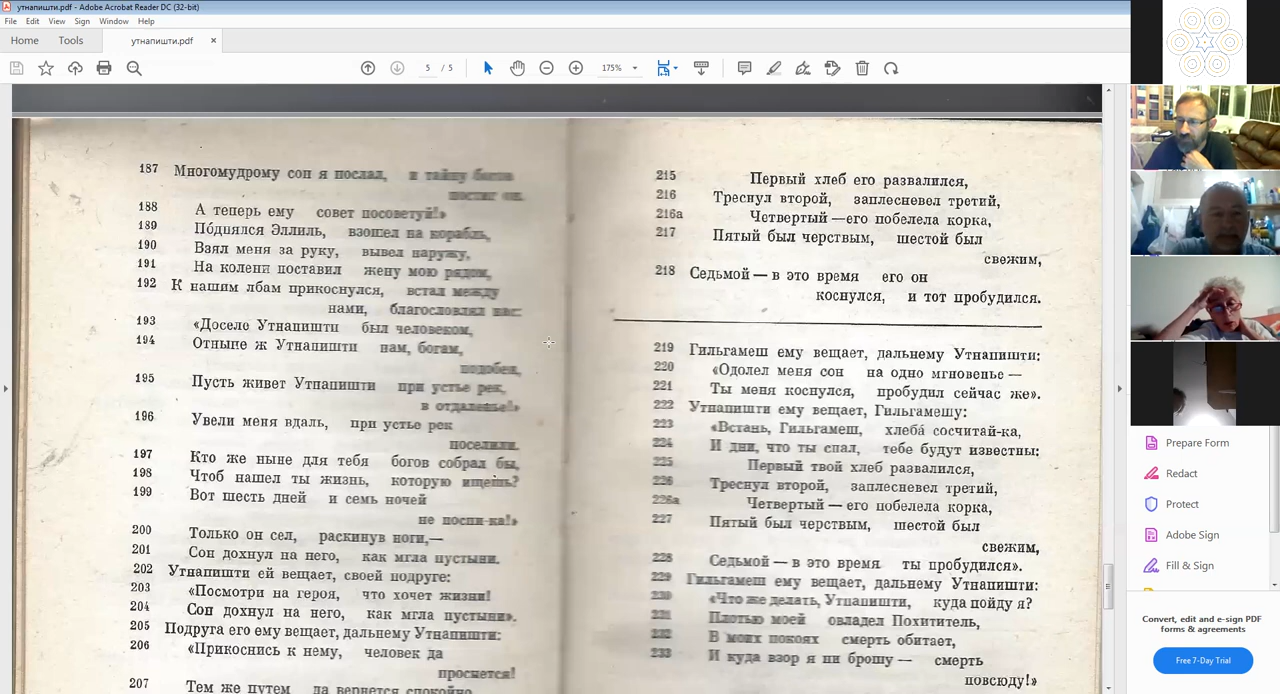 утнапишти.pdf - Adobe Acrobat Reader DC (32-bit)
File Edit View Sign Window Help
Home Tools утнапишти.pdf ×
5 / 5 175%
187 Многомудрому сон я послал, и тайну богов
постиг он.
188 А теперь ему совет посоветуй!»
189 По́днялся Эллиль, взошел на корабль,
190 Взял меня за руку, вывел наружу,
191 На колени поставил жену мою рядом,
192 К нашим лбам прикоснулся, встал между
нами, благословлял нас:
193 «Доселе Утнапишти был человеком,
194 Отныне ж Утнапишти нам, богам,
подобен,
195 Пусть живет Утнапишти при устье рек,
в отдаленье!»
196 Увели меня вдаль, при устье рек
поселили.
197 Кто же ныне для тебя богов собрал бы,
198 Чтоб нашел ты жизнь, которую ищешь?
199 Вот шесть дней и семь ночей
не поспи-ка!»
200 Только он сел, раскинув ноги,—
201 Сон дохнул на него, как мгла пустыни.
202 Утнапишти ей вещает, своей подруге:
203 «Посмотри на героя, что хочет жизни!
204 Сон дохнул на него, как мгла пустыни».
205 Подруга его ему вещает, дальнему Утнапишти:
206 «Прикоснись к нему, человек да
проснется!
207 Тем же путем да вернется спокойно
215 Первый хлеб его развалился,
216 Треснул второй, заплесневел третий,
216а Четвертый — его побелела корка,
217 Пятый был черствым, шестой был
свежим,
218 Седьмой — в это время его он
коснулся, и тот пробудился.
219 Гильгамеш ему вещает, дальнему Утнапишти:
220 «Одолел меня сон на одно мгновенье —
221 Ты меня коснулся, пробудил сейчас же».
222 Утнапишти ему вещает, Гильгамешу:
223 «Встань, Гильгамеш, хлеба́ сосчитай-ка,
224 И дни, что ты спал, тебе будут известны:
225 Первый твой хлеб развалился,
226 Треснул второй, заплесневел третий,
226а Четвертый — его побелела корка,
227 Пятый был черствым, шестой был
свежим,
228 Седьмой — в это время ты пробудился».
229 Гильгамеш ему вещает, дальнему Утнапишти:
230 «Что же делать, Утнапишти, куда пойду я?
231 Плотью моей овладел Похититель,
232 В моих покоях смерть обитает,
233 И куда взор я ни брошу — смерть
повсюду!»
Prepare Form
Redact
Protect
Adobe Sign
Fill & Sign
Convert, edit and e-sign PDF
forms & agreements
Free 7-Day Trial